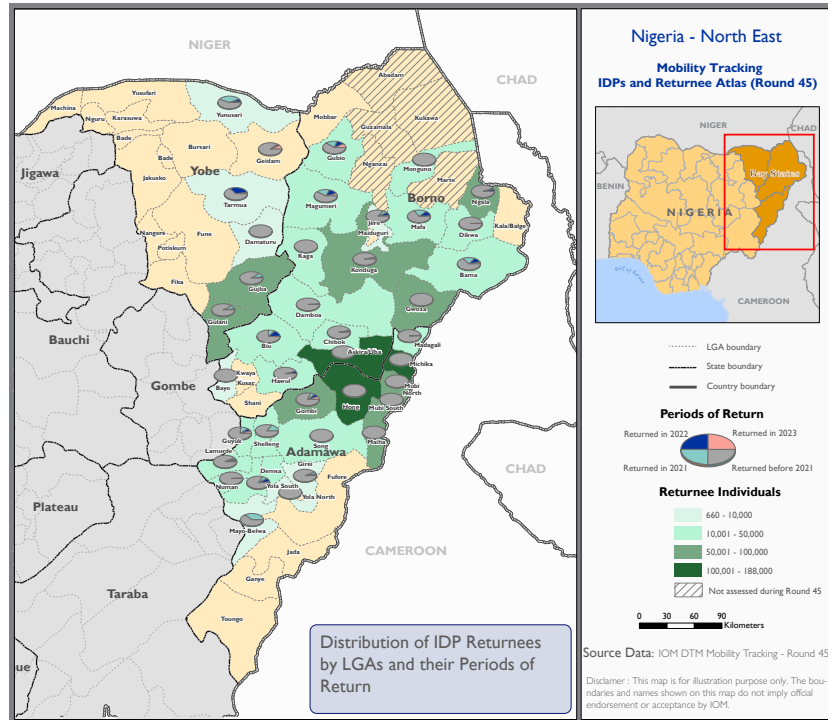 NIGER
CHAD
Abadam
Yusufari
Machina
Yunusari
Mobbar
Kukawa
Nguru
Karasuwa
Guzamala
Bade
Bursari
Geidam
Gubio
Nganzai
Monguno
Bade
Jigawa
Yobe
Marte
Jakusko
Borno
Ngala
Tarmua
Magumeri
Jere
Mafa
Nangere
Fune
Maiduguri
Dikwa
Kala/Balge
Damaturu
Potiskum
Kaga
Konduga
Bama
Fika
Gujba
Gulani
Damboa
Gwoza
Bauchi
Chibok
Biu
Askira/Uba
Madagali
Gombe
Michika
Bayo
Kwaya
Kusar
Hawul
Mubi
North
Shani
Gombi
Hong
Mubi South
Guyuk
Shelleng
Song
Maiha
Lamurde
Adamawa
Demsa
Girei
Fufore
Numan
Yola South
Yola North
Plateau
Mayo-Belwa
CHAD
CAMEROON
Jada
Taraba
Ganye
Toungo
ue
Distribution of IDP Returnees
by LGAs and their Periods of
Return
Nigeria - North East
Mobility Tracking
IDPs and Returnee Atlas (Round 45)
NIGER
CHAD
Bay States
BENIN
NIGERIA
Gulf of Guinea
CAMEROON
LGA boundary
State boundary
Country boundary
Periods of Return
Returned in 2022
Returned in 2023
Returned in 2021
Returned before 2021
Returnee Individuals
660 - 10,000
10,001 - 50,000
50,001 - 100,000
100,001 - 188,000
Not assessed during Round 45
0 30 60 90
Kilometers
Source Data: IOM DTM Mobility Tracking - Round 45
Disclamer : This map is for illustration purpose only. The bou-
ndaries and names shown on this map do not imply offcial
endorsement or acceptance by IOM.